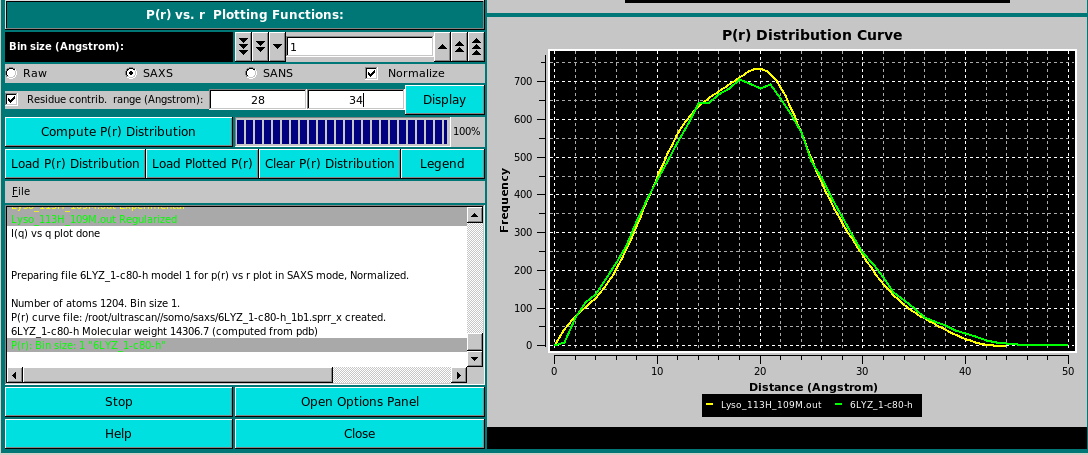 P(r) vs. r Plotting Functions:
Bin size (Angstrom):
1
Raw
SAXS
SANS
Normalize
Residue contrib. range (Angstrom):
28
34
Display
Compute P(r) Distribution
100%
Load P(r) Distribution
Load Plotted P(r)
Clear P(r) Distribution
Legend
File
Lyso_113H_109M.out Regularized
I(q) vs q plot done
Preparing file 6LYZ_1-c80-h model 1 for p(r) vs r plot in SAXS mode, Normalized.
Number of atoms 1204. Bin size 1.
P(r) curve file: /root/ultrascan//somo/saxs/6LYZ_1-c80-h_1b1.sprr_x created.
6LYZ_1-c80-h Molecular weight 14306.7 (computed from pdb)
P(r): Bin size: 1 "6LYZ_1-c80-h"
Stop
Open Options Panel
Help
Close
P(r) Distribution Curve
Frequency
700
600
500
400
300
200
100
0
0 10 20 30 40 50
Distance (Angstrom)
Lyso_113H_109M.out
6LYZ_1-c80-h